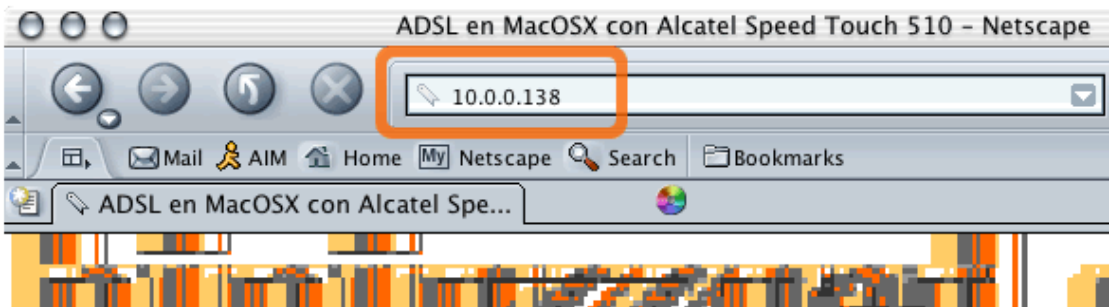 ADSL en MacOSX con Alcatel Speed Touch 510 – Netscape
10.0.0.138
Mail AIM Home My Netscape Search Bookmarks
ADSL en MacOSX con Alcatel Spe...